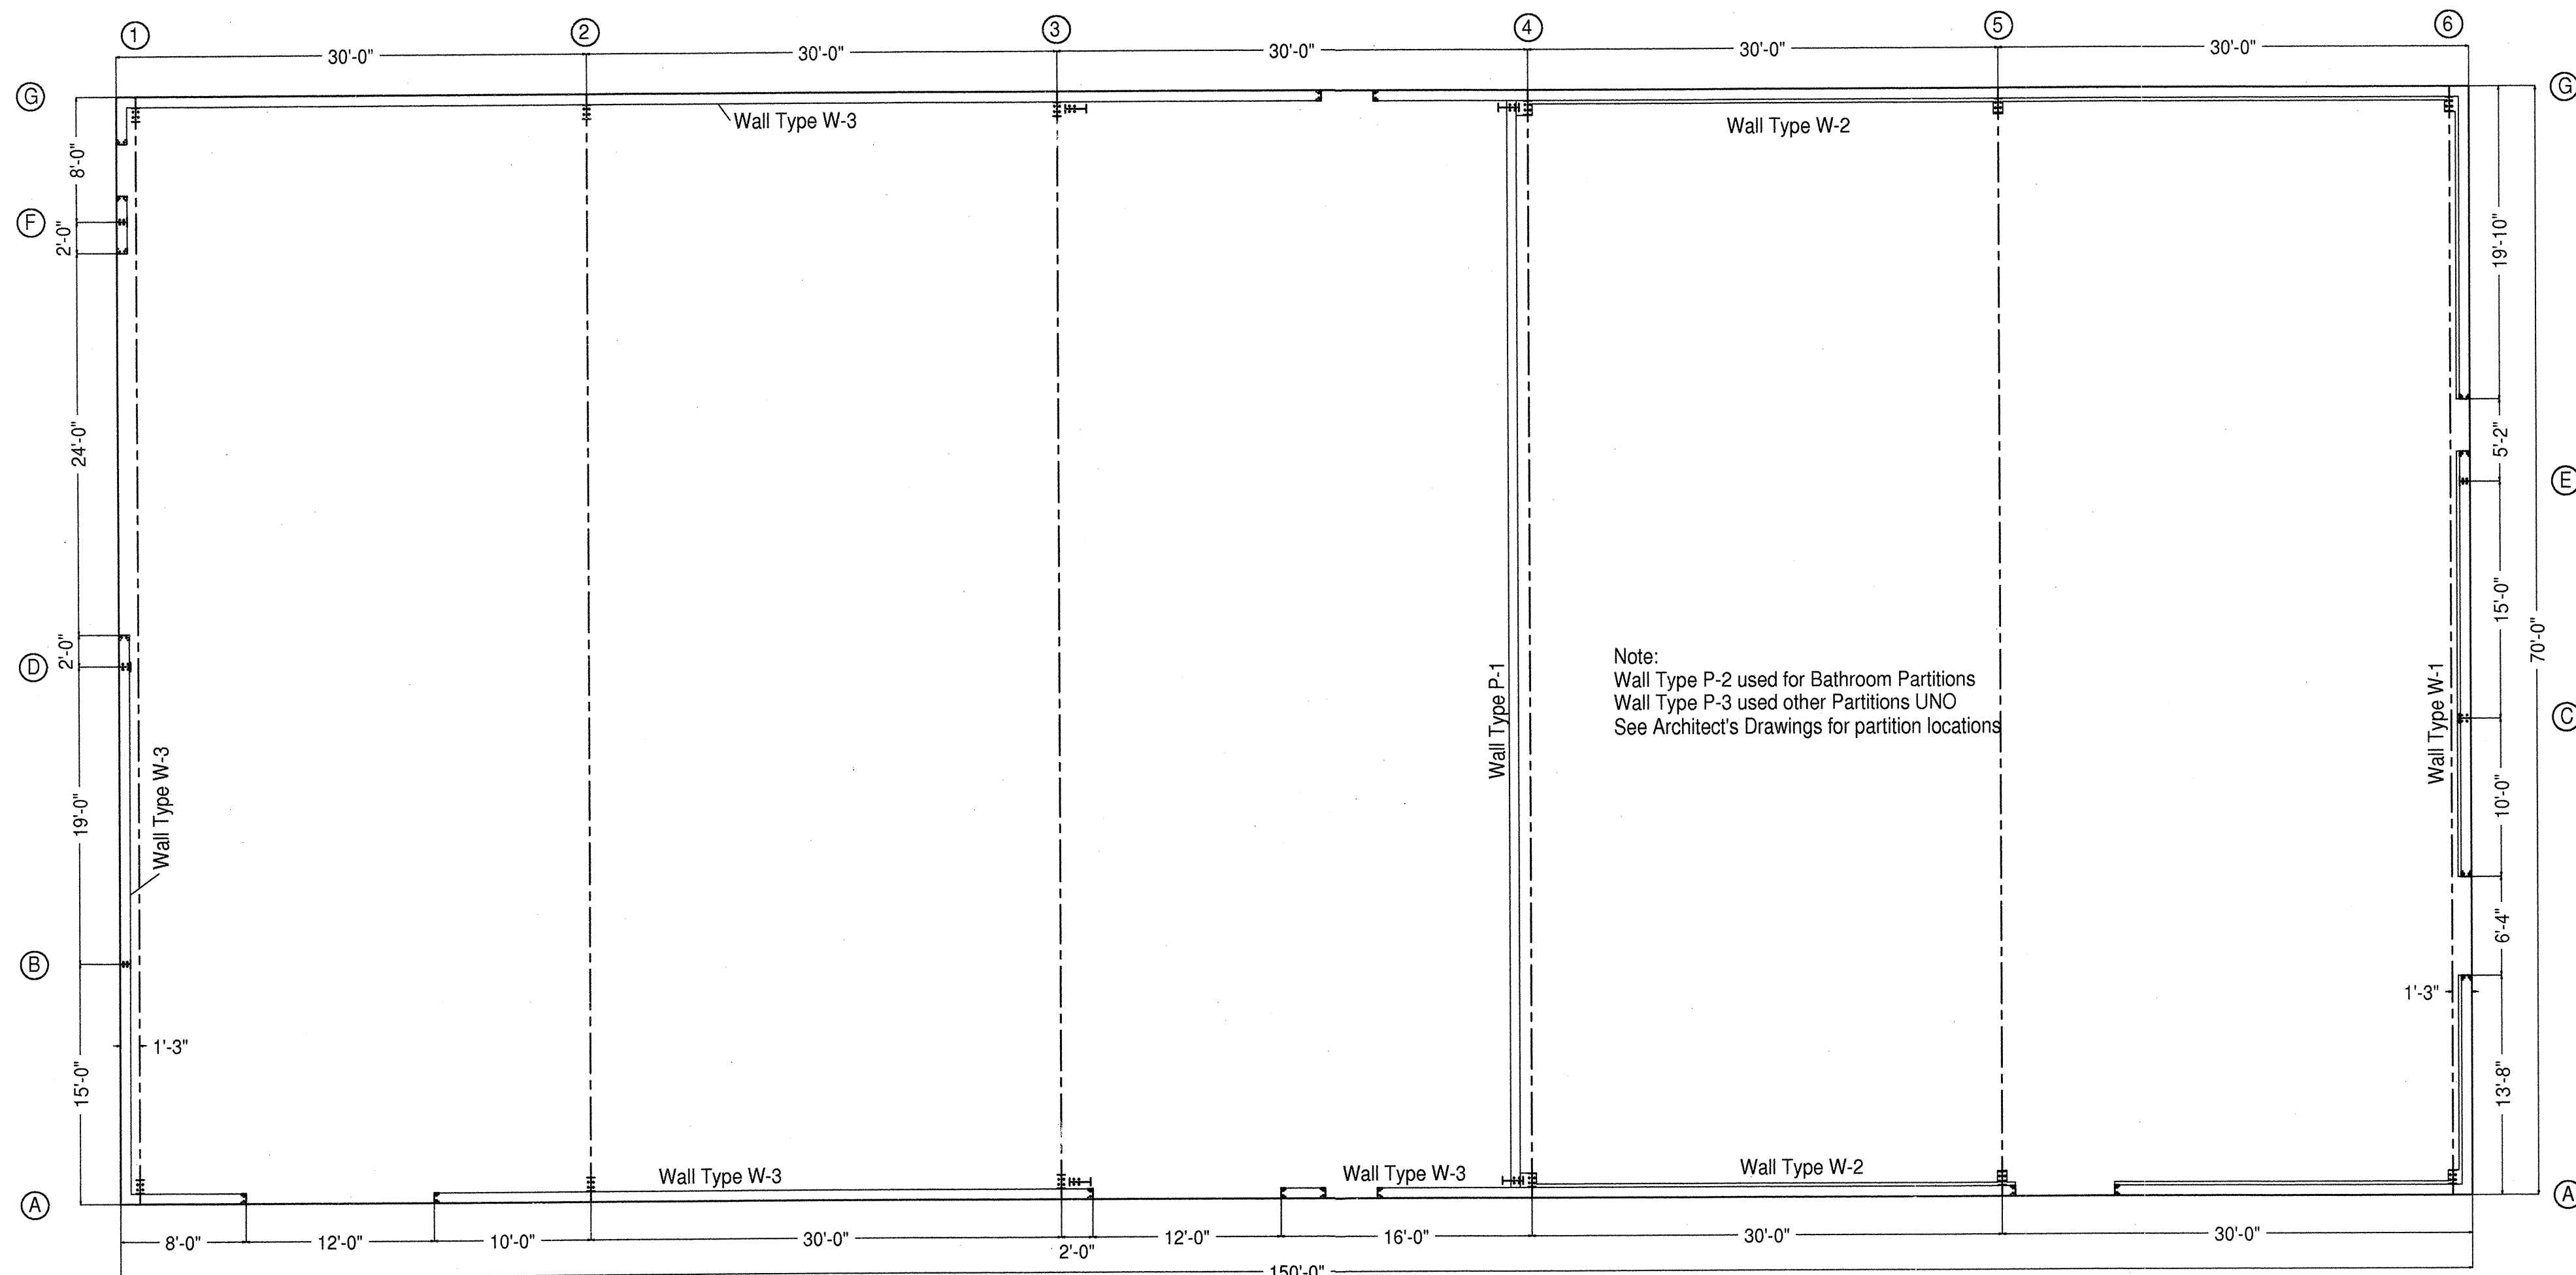 1 2 3 4 5 6
30'-0" 30'-0" 30'-0" 30'-0" 30'-0"
G G
Wall Type W-3 Wall Type W-2
8'-0"
F
2'-0"
19'-10"
24'-0"
5'-2"
E
15'-0"
2'-0"
D
70'-0"
Note:
Wall Type P-2 used for Bathroom Partitions
Wall Type P-3 used other Partitions UNO
See Architect's Drawings for partition locations
Wall Type P-1
Wall Type W-1
C
Wall Type W-3
19'-0"
10'-0"
B
6'-4"
1'-3"
1'-3"
15'-0"
13'-8"
Wall Type W-3 Wall Type W-3 Wall Type W-2
A A
8'-0" 12'-0" 10'-0" 30'-0" 2'-0" 12'-0" 16'-0" 30'-0" 30'-0"
150'-0"